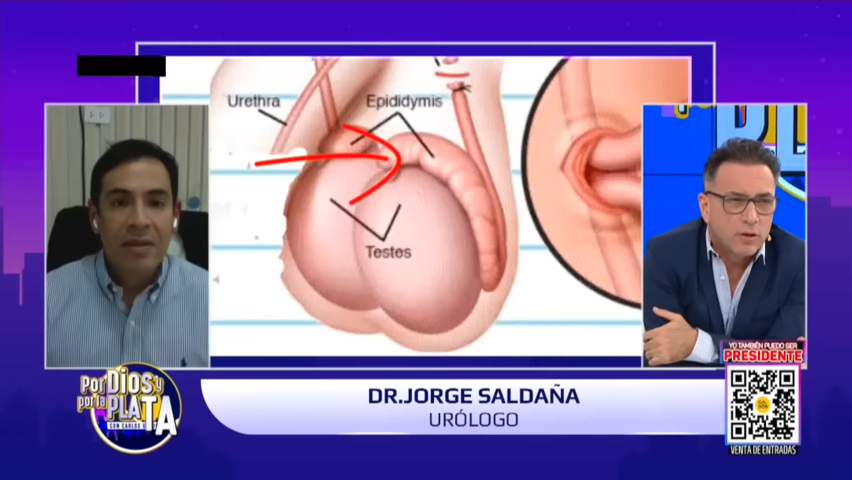 Urethra
Epididymis
Testes
PL
POR DIOS y
por la PLATA
CON CARLOS
DR.JORGE SALDAÑA
URÓLOGO
YO TAMBIÉN PUEDO SER
PRESIDENTE
VENTA DE ENTRADAS